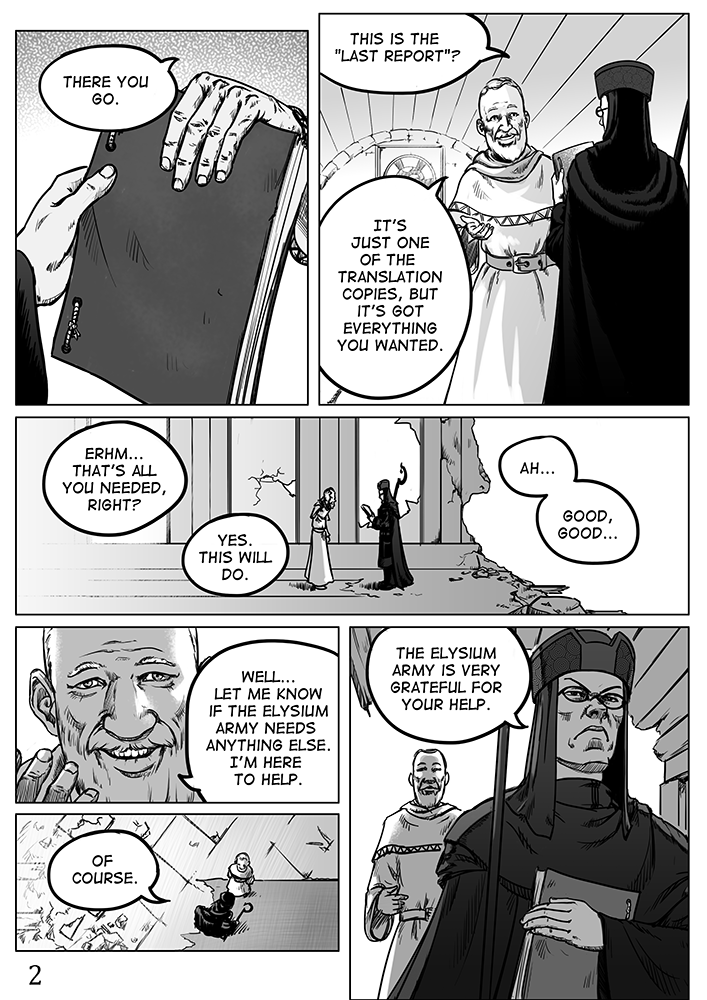 THERE YOU
GO.
THIS IS THE
"LAST REPORT"?
IT'S
JUST ONE
OF THE
TRANSLATION
COPIES, BUT
IT'S GOT
EVERYTHING
YOU WANTED.
ERHM...
THAT'S ALL
YOU NEEDED,
RIGHT?
YES.
THIS WILL
DO.
AH...
GOOD,
GOOD...
WELL...
LET ME KNOW
IF THE ELYSIUM
ARMY NEEDS
ANYTHING ELSE.
I'M HERE
TO HELP.
OF
COURSE.
THE ELYSIUM
ARMY IS VERY
GRATEFUL FOR
YOUR HELP.
2